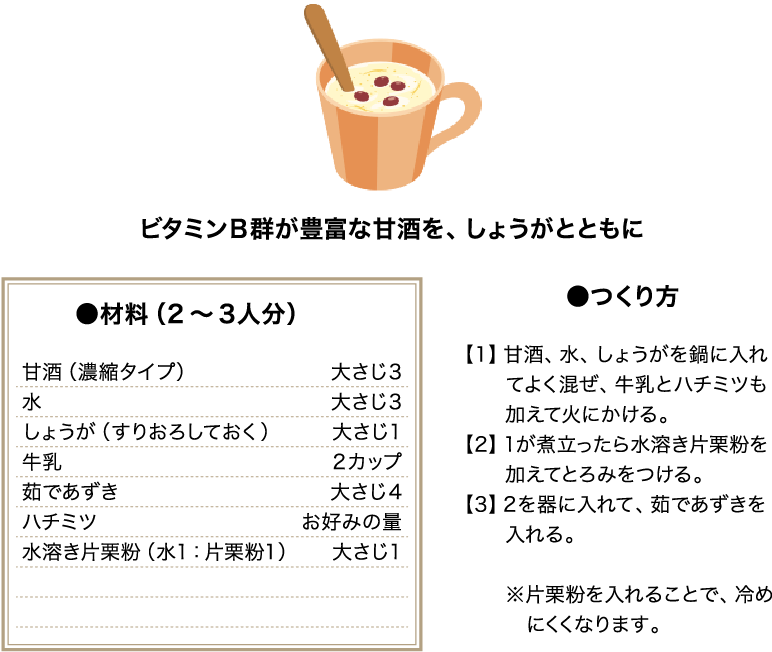 ビタミンB群が豊富な甘酒を、しょうがとともに
●材料（2～3人分）
甘酒（濃縮タイプ） 大さじ3
水 大さじ3
しょうが（すりおろしておく） 大さじ1
牛乳 2カップ
茹であずき 大さじ4
ハチミツ お好みの量
水溶き片栗粉（水1：片栗粉1） 大さじ1
●つくり方
【1】甘酒、水、しょうがを鍋に入れ
てよく混ぜ、牛乳とハチミツも
加えて火にかける。
【2】1が煮立ったら水溶き片栗粉を
加えてとろみをつける。
【3】2を器に入れて、茹であずきを
入れる。
※片栗粉を入れることで、冷め
にくくなります。